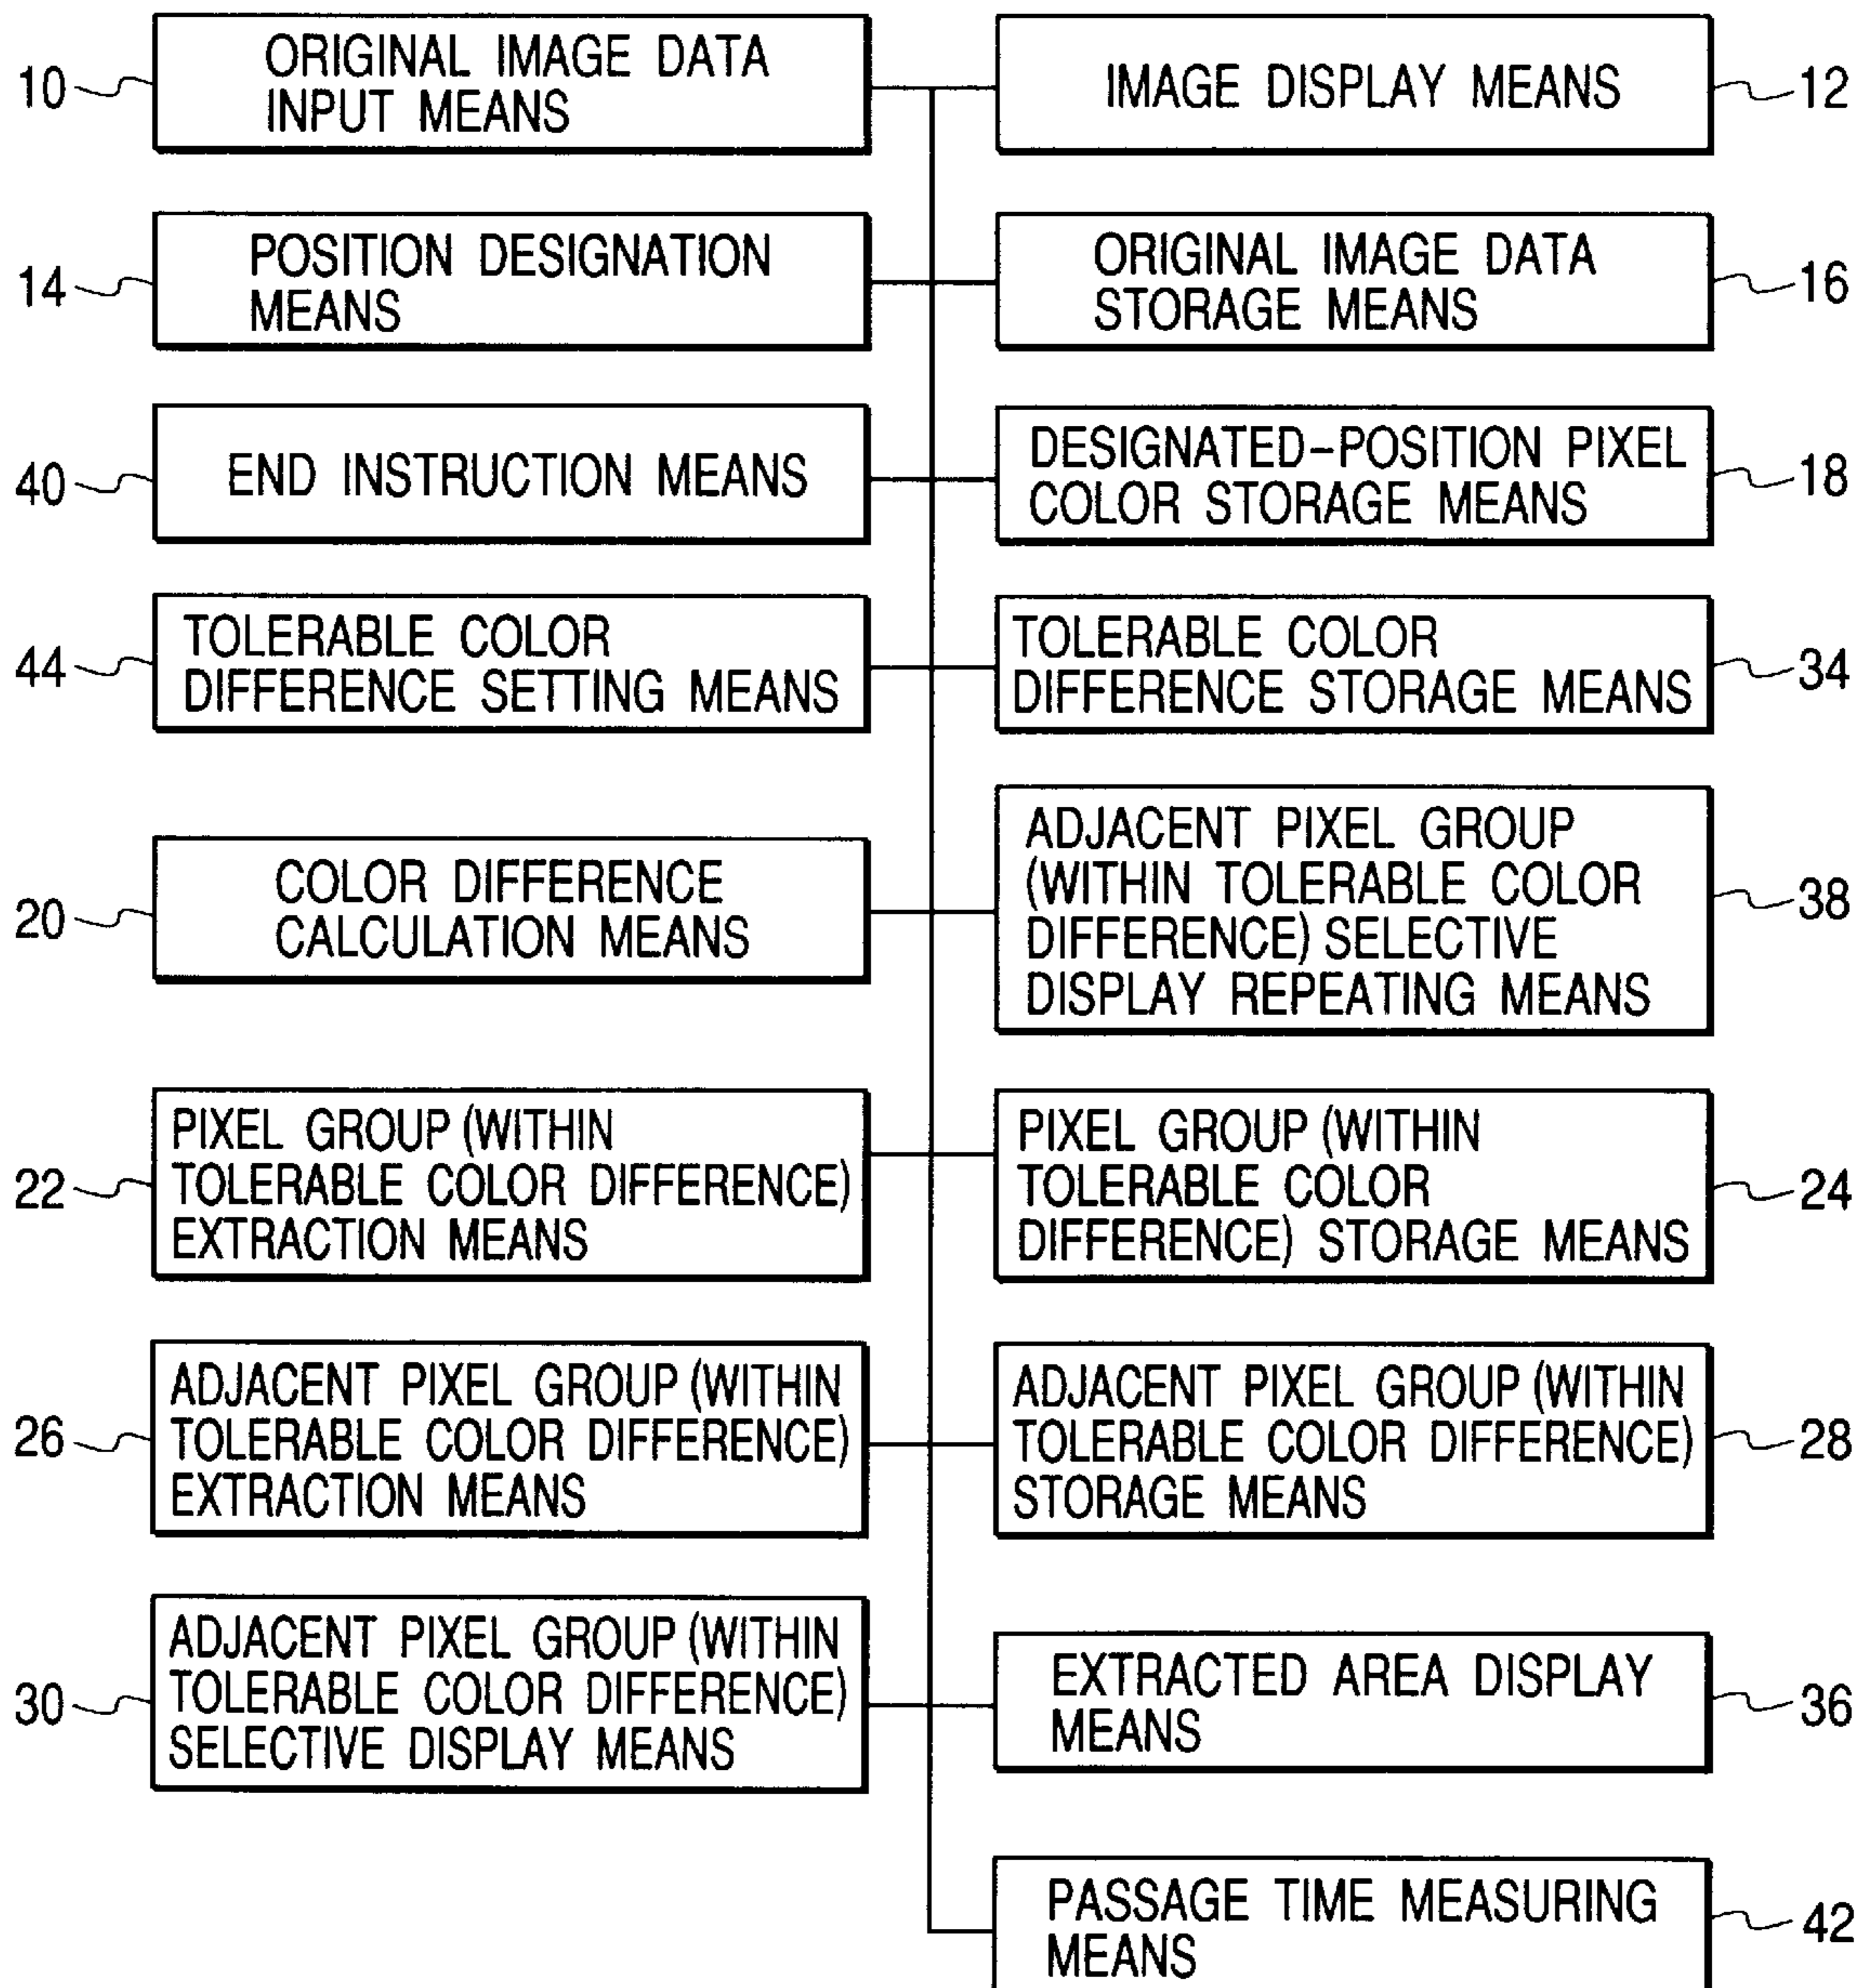 10
ORIGINAL IMAGE DATA
INPUT MEANS
IMAGE DISPLAY MEANS
12
14
POSITION DESIGNATION
MEANS
ORIGINAL IMAGE DATA
STORAGE MEANS
16
40
END INSTRUCTION MEANS
DESIGNATED-POSITION PIXEL
COLOR STORAGE MEANS
18
44
TOLERABLE COLOR
DIFFERENCE SETTING MEANS
TOLERABLE COLOR
DIFFERENCE STORAGE MEANS
34
20
COLOR DIFFERENCE
CALCULATION MEANS
ADJACENT PIXEL GROUP
(WITHIN TOLERABLE COLOR
DIFFERENCE) SELECTIVE
DISPLAY REPEATING MEANS
38
22
PIXEL GROUP (WITHIN
TOLERABLE COLOR DIFFERENCE)
EXTRACTION MEANS
PIXEL GROUP (WITHIN
TOLERABLE COLOR
DIFFERENCE) STORAGE MEANS
24
26
ADJACENT PIXEL GROUP (WITHIN
TOLERABLE COLOR DIFFERENCE)
EXTRACTION MEANS
ADJACENT PIXEL GROUP (WITHIN
TOLERABLE COLOR DIFFERENCE)
STORAGE MEANS
28
30
ADJACENT PIXEL GROUP (WITHIN
TOLERABLE COLOR DIFFERENCE)
SELECTIVE DISPLAY MEANS
EXTRACTED AREA DISPLAY
MEANS
36
PASSAGE TIME MEASURING
MEANS
42